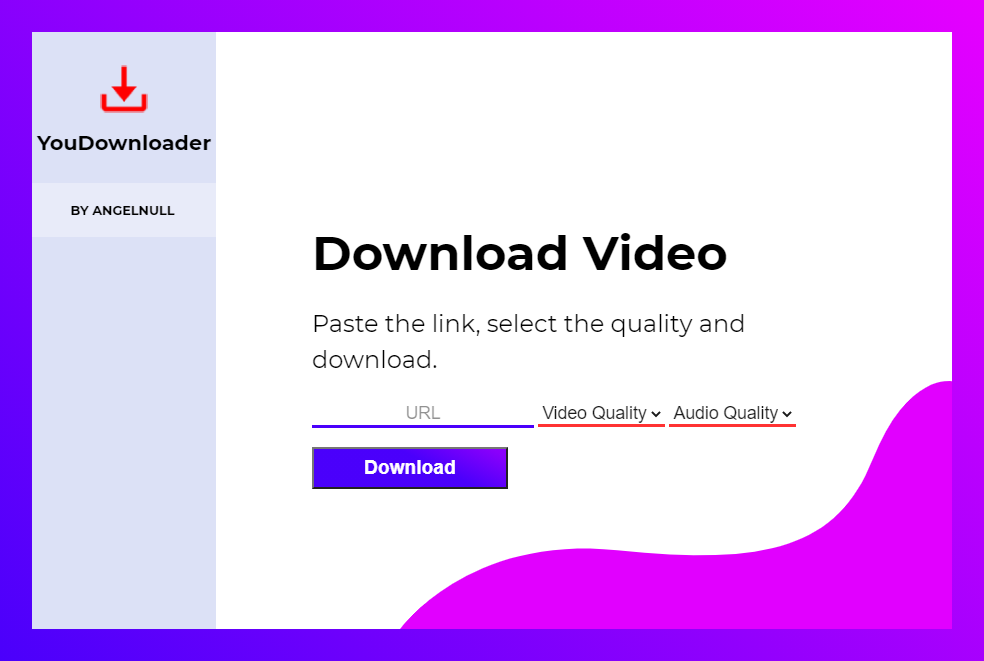 YouDownloader
BY ANGELNULL
Download Video
Paste the link, select the quality and
download.
URL
Video Quality
Audio Quality
Download